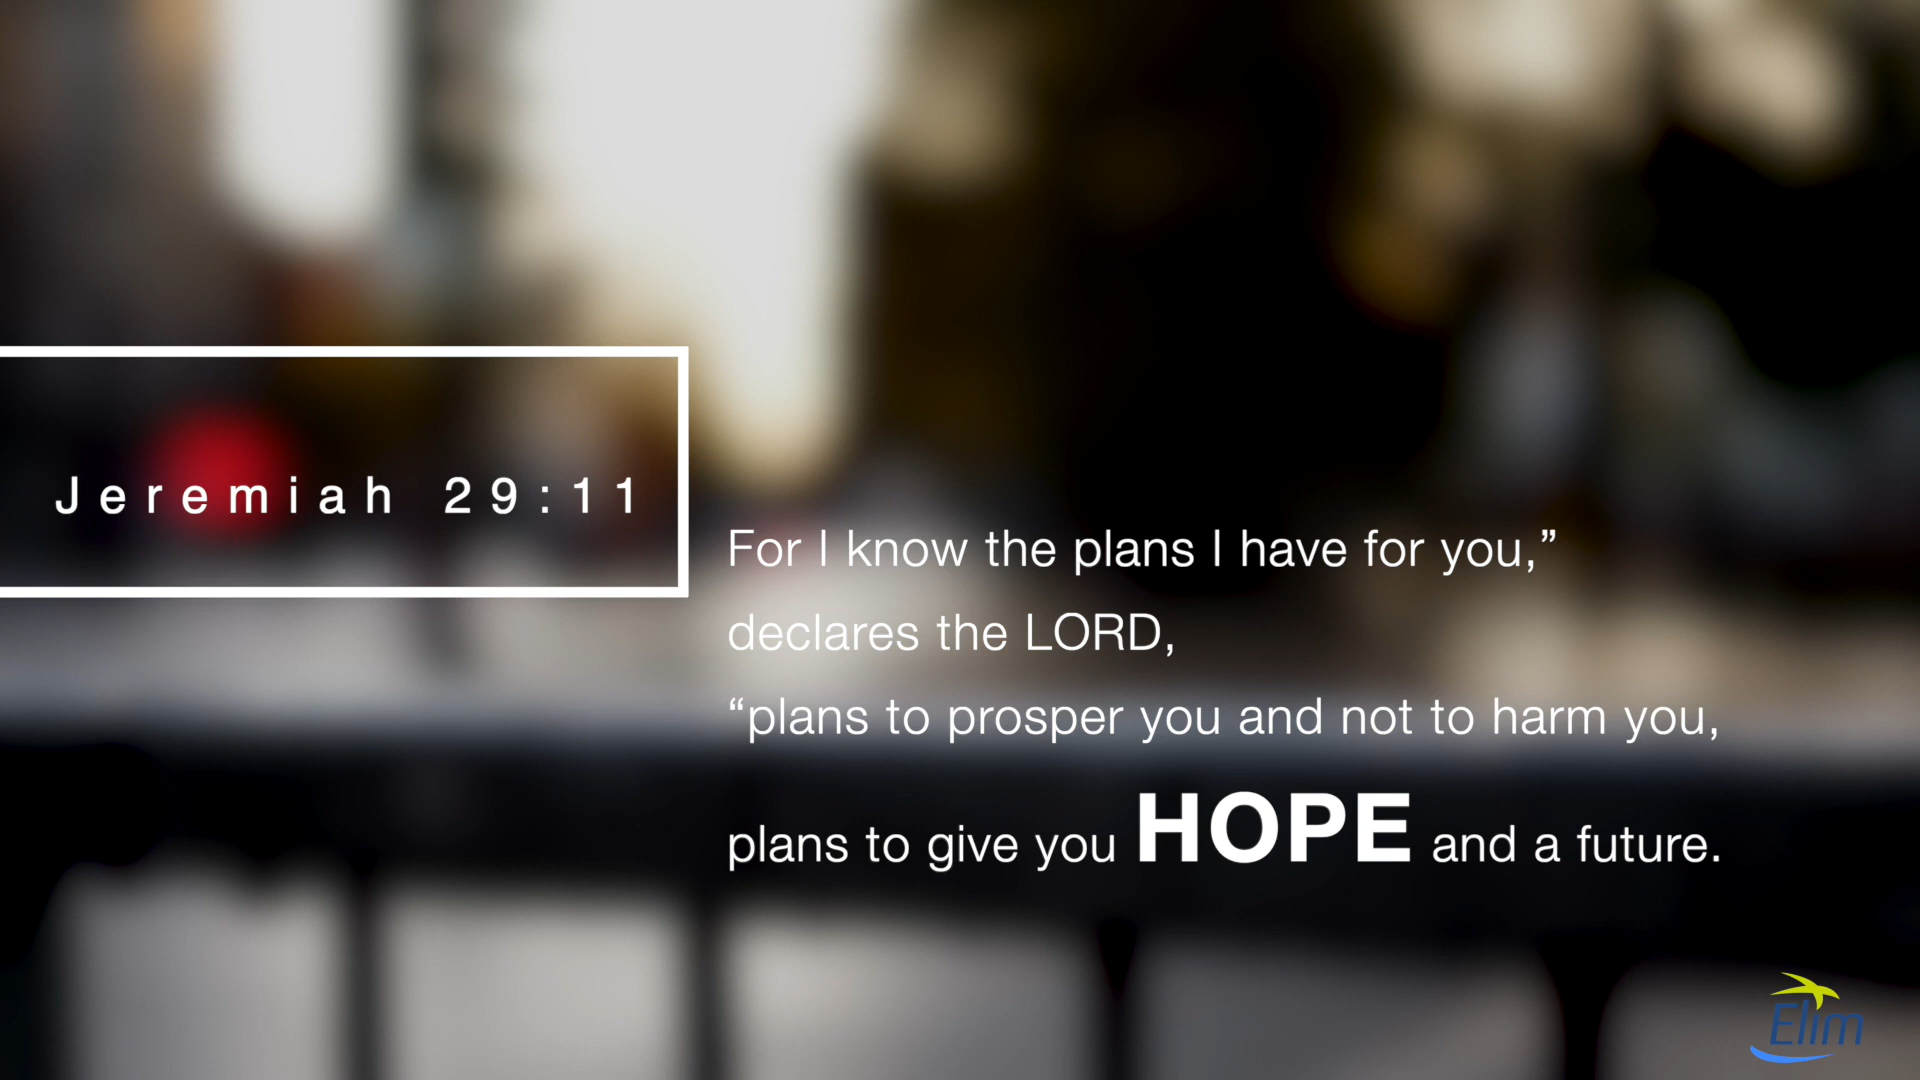 Jeremiah 29:11
For I know the plans I have for you,”
declares the LORD,
“plans to prosper you and not to harm you,
plans to give you HOPE and a future.
Elim